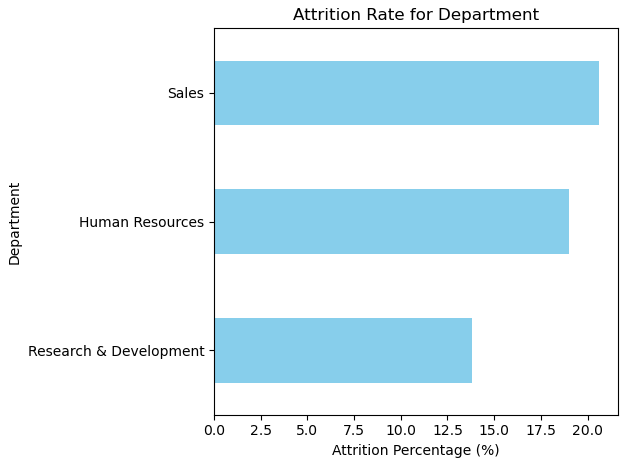 Attrition Rate for Department
Department
Sales
Human Resources
Research & Development
0.0 2.5 5.0 7.5 10.0 12.5 15.0 17.5 20.0
Attrition Percentage (%)